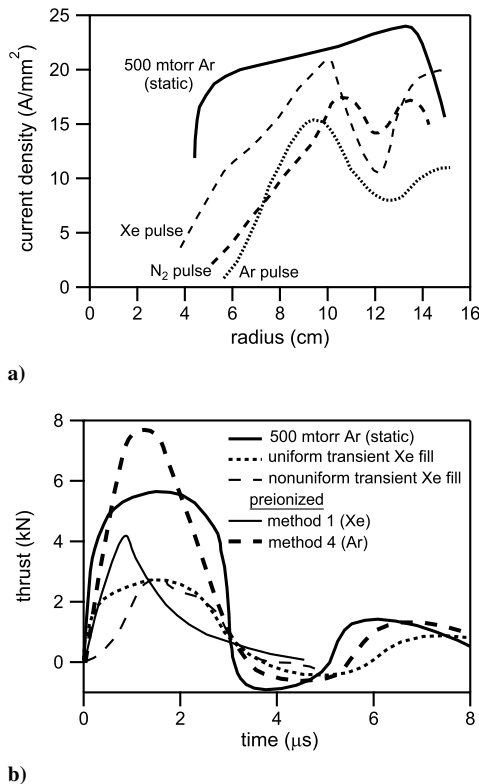 25
20
15
10
5
0
current density (A/mm²)
500 mtorr Ar
(static)
Xe pulse
N₂ pulse
Ar pulse
0 2 4 6 8 10 12 14 16
radius (cm)
a)
8
6
4
2
0
thrust (kN)
500 mtorr Ar (static)
uniform transient Xe fill
nonuniform transient Xe fill
preionized
method 1 (Xe)
method 4 (Ar)
0 2 4 6 8
time (μs)
b)